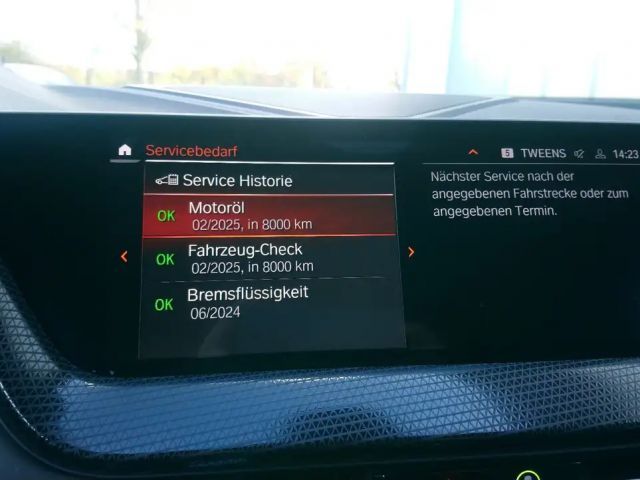 Servicebedarf
5 TWEENS 14:23
Service Historie
OK Motoröl
02/2025, in 8000 km
OK Fahrzeug-Check
02/2025, in 8000 km
OK Bremsflüssigkeit
06/2024
Nächster Service nach der
angegebenen Fahrstrecke oder zum
angegebenen Termin.